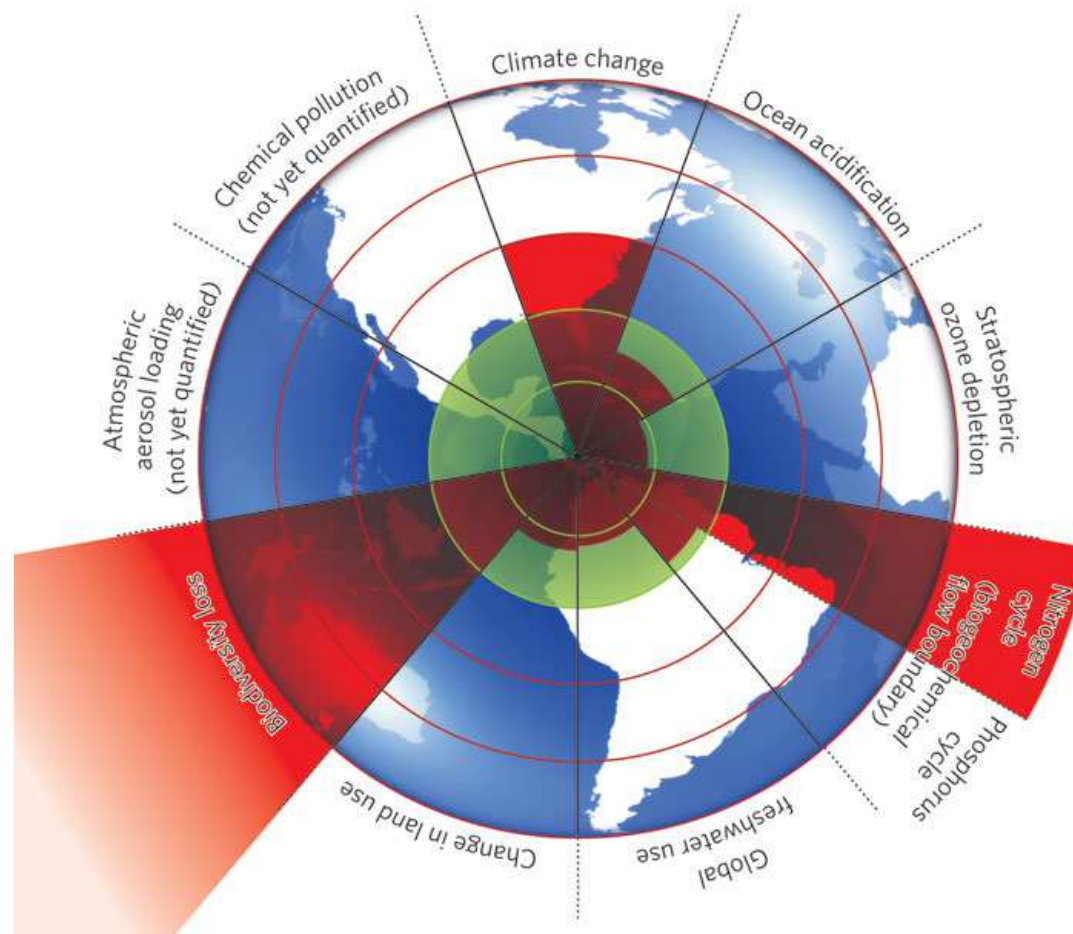 Climate change
Ocean acidification
Stratospheric
ozone depletion
Nitrogen
cycle
(biogeochemical
flow boundary)
Phosphorus
cycle
Global
freshwater use
Change in land use
Biodiversity loss
Atmospheric
aerosol loading
(not yet quantified)
Chemical pollution
(not yet quantified)